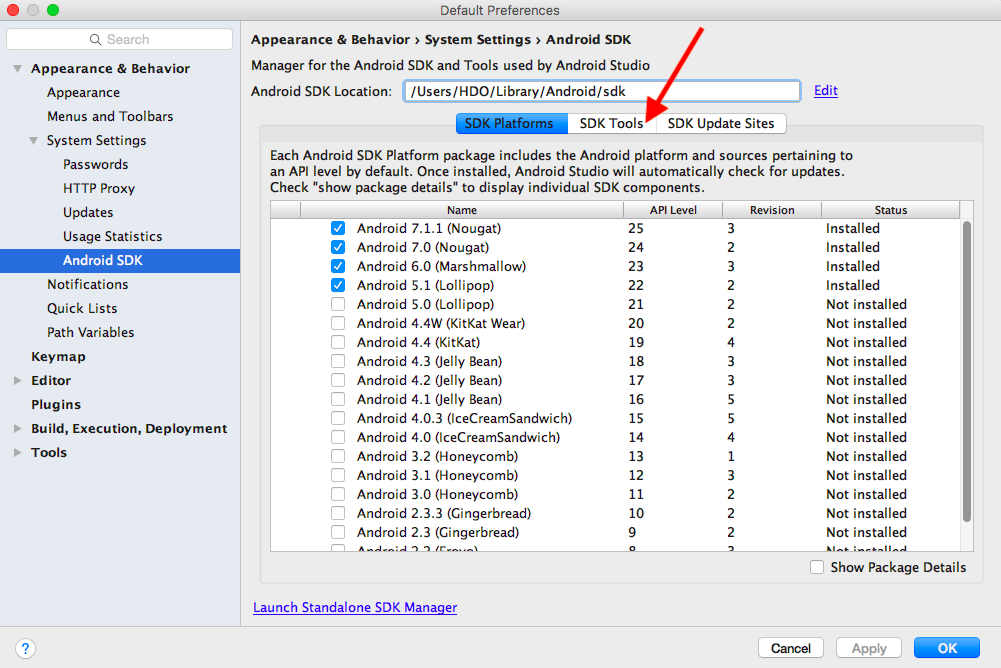 Default Preferences
Search
Appearance & Behavior
Appearance
Menus and Toolbars
System Settings
Passwords
HTTP Proxy
Updates
Usage Statistics
Android SDK
Notifications
Quick Lists
Path Variables
Keymap
Editor
Plugins
Build, Execution, Deployment
Tools
Appearance & Behavior › System Settings › Android SDK
Manager for the Android SDK and Tools used by Android Studio
Android SDK Location: /Users/HDO/Library/Android/sdk Edit
SDK Platforms SDK Tools SDK Update Sites
Each Android SDK Platform package includes the Android platform and sources pertaining to
an API level by default. Once installed, Android Studio will automatically check for updates.
Check "show package details" to display individual SDK components.
Name API Level Revision Status
Android 7.1.1 (Nougat) 25 3 Installed
Android 7.0 (Nougat) 24 2 Installed
Android 6.0 (Marshmallow) 23 3 Installed
Android 5.1 (Lollipop) 22 2 Installed
Android 5.0 (Lollipop) 21 2 Not installed
Android 4.4W (KitKat Wear) 20 2 Not installed
Android 4.4 (KitKat) 19 4 Not installed
Android 4.3 (Jelly Bean) 18 3 Not installed
Android 4.2 (Jelly Bean) 17 3 Not installed
Android 4.1 (Jelly Bean) 16 5 Not installed
Android 4.0.3 (IceCreamSandwich) 15 5 Not installed
Android 4.0 (IceCreamSandwich) 14 4 Not installed
Android 3.2 (Honeycomb) 13 1 Not installed
Android 3.1 (Honeycomb) 12 3 Not installed
Android 3.0 (Honeycomb) 11 2 Not installed
Android 2.3.3 (Gingerbread) 10 2 Not installed
Android 2.3 (Gingerbread) 9 2 Not installed
Android 2.2 (Froyo) 8 3 Not installed
Show Package Details
Launch Standalone SDK Manager
? Cancel Apply OK